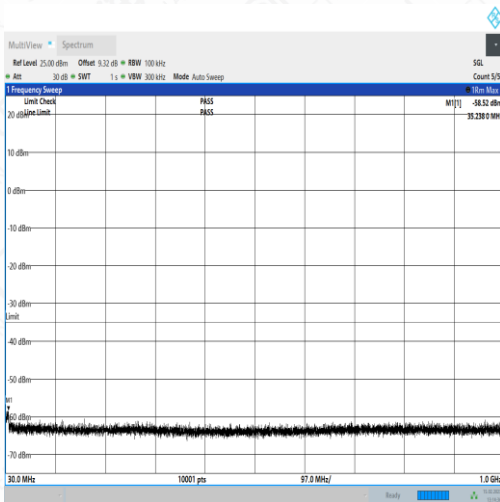 MultiView Spectrum
Ref Level 25.00 dBm Offset 9.32 dB RBW 100 kHz SGL
Att 30 dB SWT 1 s VBW 300 kHz Mode Auto Sweep Count 5/5
1 Frequency Sweep 1Rm Max
Limit Check PASS M1[1] -58.52 dBm
Line Limit PASS 35.2380 MH
20 dBm
10 dBm
0 dBm
-10 dBm
-20 dBm
-30 dBm
Limit
-40 dBm
-50 dBm
M1
-60 dBm
-70 dBm
30.0 MHz 10001 pts 97.0 MHz/ 1.0 GHz
Ready